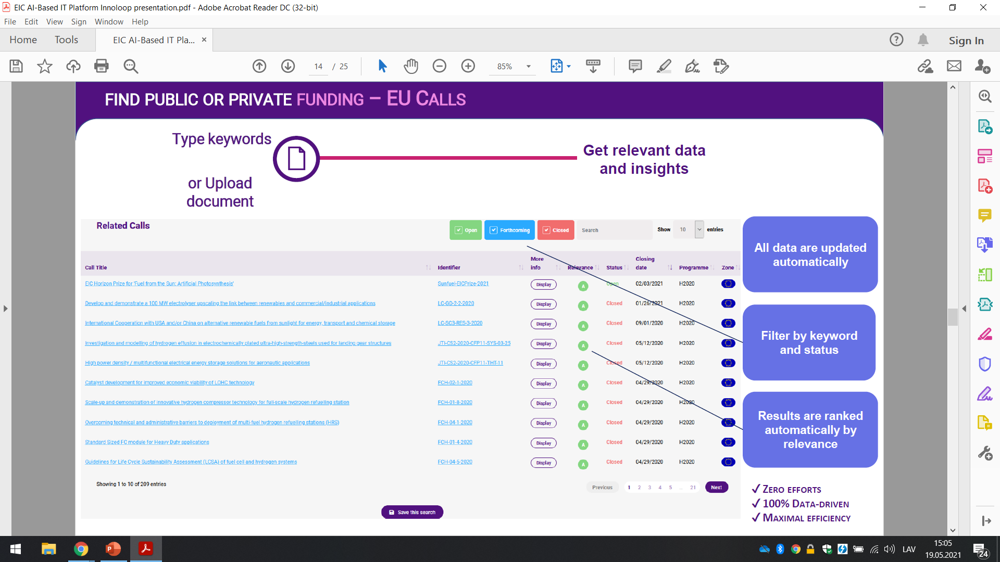 EIC AI-Based IT Platform Innoloop presentation.pdf - Adobe Acrobat Reader DC (32-bit)
File Edit View Sign Window Help
Home Tools EIC AI-Based IT Pla... × Sign In
14 / 25 85%
FIND PUBLIC OR PRIVATE FUNDING – EU CALLS
Type keywords
or Upload
document
Get relevant data
and insights
Related Calls
Open Forthcoming Closed Search Show 10 entries
Call Title Identifier More info Relevance Status Closing date Programme Zone
EIC Horizon Prize for 'Fuel from the Sun: Artificial Photosynthesis' Sunfuel-EICPrize-2021 Display A Open 02/03/2021 H2020
Develop and demonstrate a 100 MW electrolyser upscaling the link between renewables and commercial/industrial applications LC-GD-2-2-2020 Display A Closed 01/26/2021 H2020
International Cooperation with USA and/or China on alternative renewable fuels from sunlight for energy, transport and chemical storage LC-SC3-RES-3-2020 Display A Closed 09/01/2020 H2020
Investigation and modelling of hydrogen effusion in electrochemically plated ultra-high-strength-steels used for landing gear structures JTI-CS2-2020-CFP11-SYS-03-25 Display A Closed 05/12/2020 H2020
High power density / multifunctional electrical energy storage solutions for aeronautic applications JTI-CS2-2020-CFP11-THT-11 Display A Closed 05/12/2020 H2020
Catalyst development for improved economic viability of LOHC technology FCH-02-1-2020 Display A Closed 04/29/2020 H2020
Scale-up and demonstration of innovative hydrogen compressor technology for full-scale hydrogen refuelling station FCH-01-8-2020 Display A Closed 04/29/2020 H2020
Overcoming technical and administrative barriers to deployment of multi-fuel hydrogen refuelling stations (HRS) FCH-04-1-2020 Display A Closed 04/29/2020 H2020
Standard Sized FC module for Heavy Duty applications FCH-01-4-2020 Display A Closed 04/29/2020 H2020
Guidelines for Life Cycle Sustainability Assessment (LCSA) of fuel cell and hydrogen systems FCH-04-5-2020 Display A Closed 04/29/2020 H2020
Showing 1 to 10 of 209 entries
Previous 1 2 3 4 5 ... 21 Next
Save this search
All data are updated
automatically
Filter by keyword
and status
Results are ranked
automatically by
relevance
✓ ZERO EFFORTS
✓ 100% DATA-DRIVEN
✓ MAXIMAL EFFICIENCY
LAV
15:05
19.05.2021
24